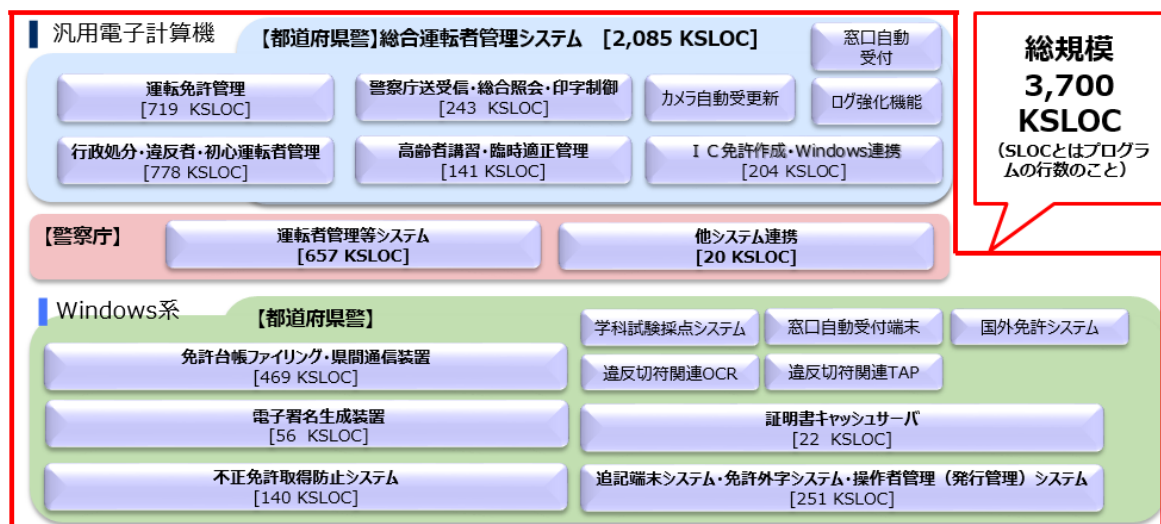 汎用電子計算機
【都道府県警】総合運転者管理システム [2,085 KSLOC]
窓口自動
受付
運転免許管理
[719 KSLOC]
警察庁送受信・総合照会・印字制御
[243 KSLOC]
カメラ自動受更新
ログ強化機能
行政処分・違反者・初心運転者管理
[778 KSLOC]
高齢者講習・臨時適正管理
[141 KSLOC]
ＩＣ免許作成・Windows連携
[204 KSLOC]
総規模
3,700
KSLOC
（SLOCとはプログラ
ムの行数のこと）
【警察庁】
運転者管理等システム
[657 KSLOC]
他システム連携
[20 KSLOC]
Windows系
【都道府県警】
学科試験採点システム
窓口自動受付端末
国外免許システム
免許台帳ファイリング・県間通信装置
[469 KSLOC]
違反切符関連OCR
違反切符関連TAP
電子署名生成装置
[56 KSLOC]
証明書キャッシュサーバ
[22 KSLOC]
不正免許取得防止システム
[140 KSLOC]
追記端末システム・免許外字システム・操作者管理（発行管理）システム
[251 KSLOC]